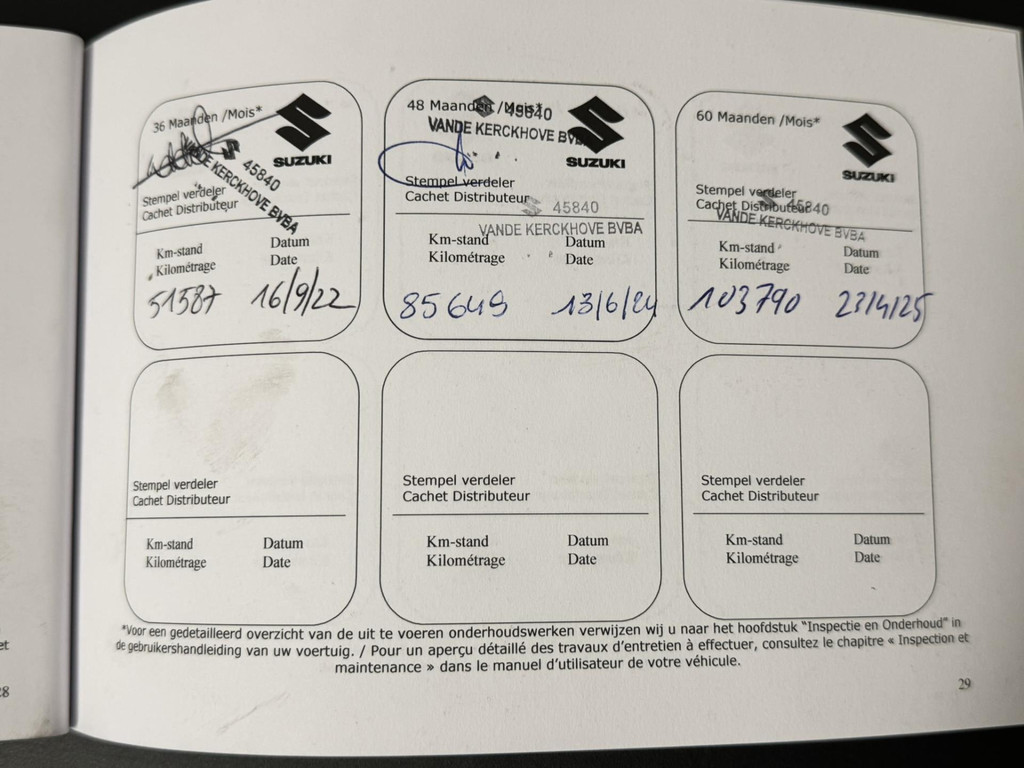 36 Maanden /Mois*
SUZUKI
45840
VANDE KERCKHOVE BVBA
Stempel verdeler
Cachet Distributeur
Km-stand Datum
Kilométrage Date
51587 16/9/22
48 Maanden /Mois*
45840
VANDE KERCKHOVE BVBA
SUZUKI
Stempel verdeler
Cachet Distributeur
45840
VANDE KERCKHOVE BVBA
Km-stand Datum
Kilométrage Date
85649 13/6/24
60 Maanden /Mois*
SUZUKI
Stempel verdeler
Cachet Distributeur
45840
VANDE KERCKHOVE BVBA
Km-stand Datum
Kilométrage Date
103790 23/4/25
Stempel verdeler
Cachet Distributeur
Km-stand Datum
Kilométrage Date
Stempel verdeler
Cachet Distributeur
Km-stand Datum
Kilométrage Date
Stempel verdeler
Cachet Distributeur
Km-stand Datum
Kilométrage Date
*Voor een gedetailleerd overzicht van de uit te voeren onderhoudswerken verwijzen wij u naar het hoofdstuk "Inspectie en Onderhoud" in
de gebruikershandleiding van uw voertuig. / Pour un aperçu détaillé des travaux d'entretien à effectuer, consultez le chapitre « Inspection et
maintenance » dans le manuel d'utilisateur de votre véhicule.
29
et
28